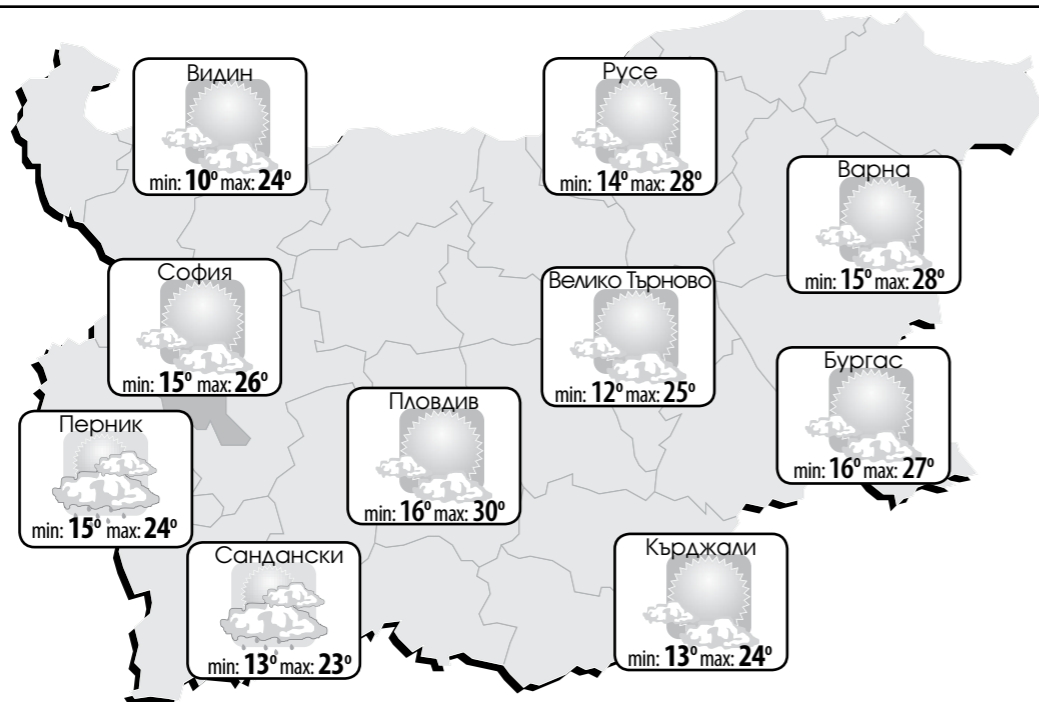 Видин
min: 10° max: 24°
Русе
min: 14° max: 28°
Варна
min: 15° max: 28°
София
min: 15° max: 26°
Велико Търново
min: 12° max: 25°
Бургас
min: 16° max: 27°
Пловдив
min: 16° max: 30°
Перник
min: 15° max: 24°
Сандански
min: 13° max: 23°
Кърджали
min: 13° max: 24°